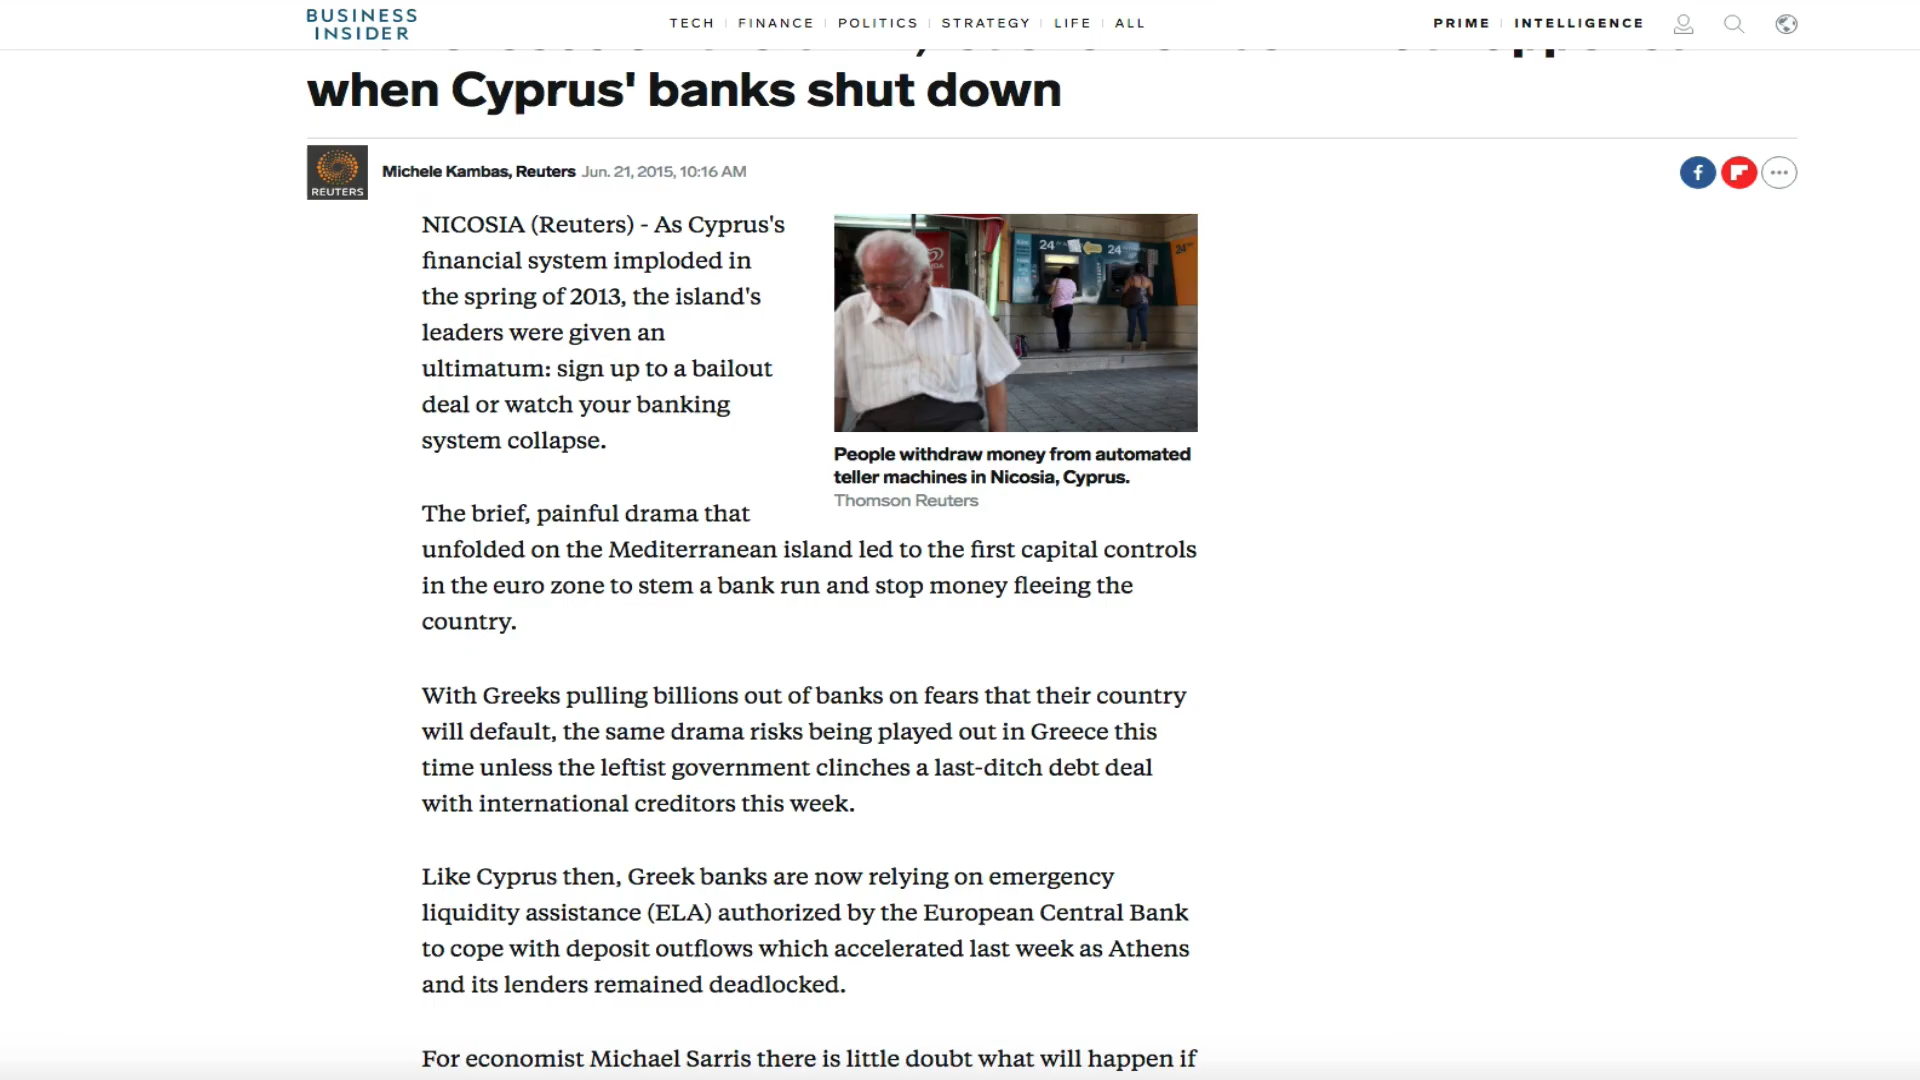 BUSINESS
INSIDER
TECH
FINANCE
POLITICS
STRATEGY
LIFE
ALL
PRIME
INTELLIGENCE
when Cyprus' banks shut down
REUTERS
Michele Kambas, Reuters Jun. 21, 2015, 10:16 AM
NICOSIA (Reuters) - As Cyprus's
financial system imploded in
the spring of 2013, the island's
leaders were given an
ultimatum: sign up to a bailout
deal or watch your banking
system collapse.
24
24
24
People withdraw money from automated
teller machines in Nicosia, Cyprus.
Thomson Reuters
The brief, painful drama that
unfolded on the Mediterranean island led to the first capital controls
in the euro zone to stem a bank run and stop money fleeing the
country.
With Greeks pulling billions out of banks on fears that their country
will default, the same drama risks being played out in Greece this
time unless the leftist government clinches a last-ditch debt deal
with international creditors this week.
Like Cyprus then, Greek banks are now relying on emergency
liquidity assistance (ELA) authorized by the European Central Bank
to cope with deposit outflows which accelerated last week as Athens
and its lenders remained deadlocked.
For economist Michael Sarris there is little doubt what will happen if